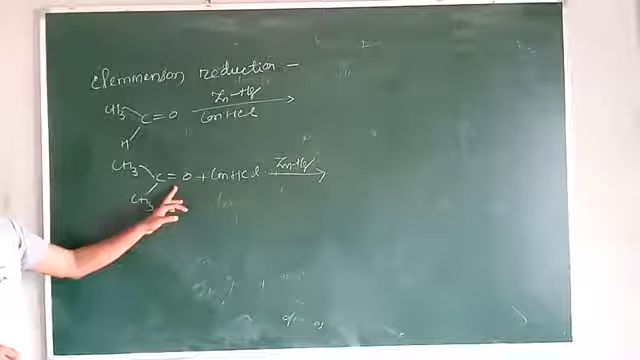 Clemmenson reduction -
CH3
C = O Zn-Hg
Con HCl
H
CH3
C = O + Con HCl Zn-Hg
CH3